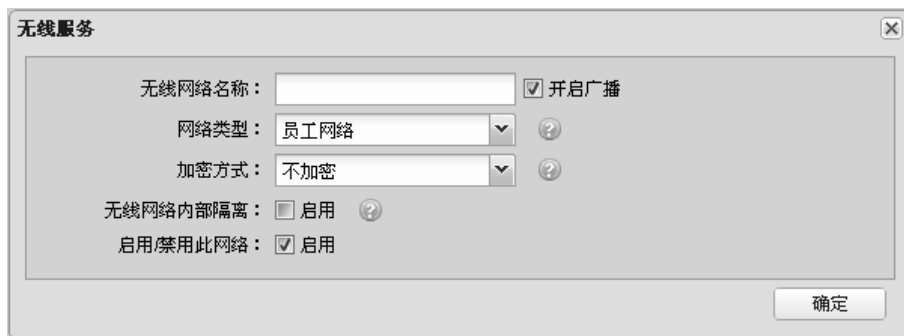 无线服务
无线网络名称： 开启广播
网络类型： 员工网络 ?
加密方式： 不加密 ?
无线网络内部隔离： 启用 ?
启用/禁用此网络： 启用
确定